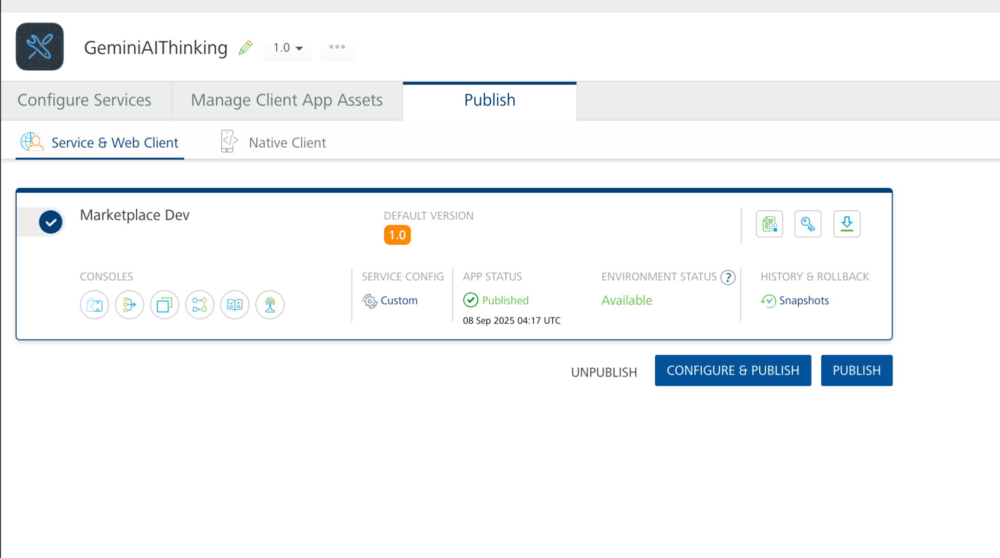 GeminiAIThinking
1.0
Configure Services
Manage Client App Assets
Publish
Service & Web Client
Native Client
Marketplace Dev
DEFAULT VERSION
1.0
CONSOLES
SERVICE CONFIG
Custom
APP STATUS
Published
08 Sep 2025 04:17 UTC
ENVIRONMENT STATUS ?
Available
HISTORY & ROLLBACK
Snapshots
UNPUBLISH
CONFIGURE & PUBLISH
PUBLISH